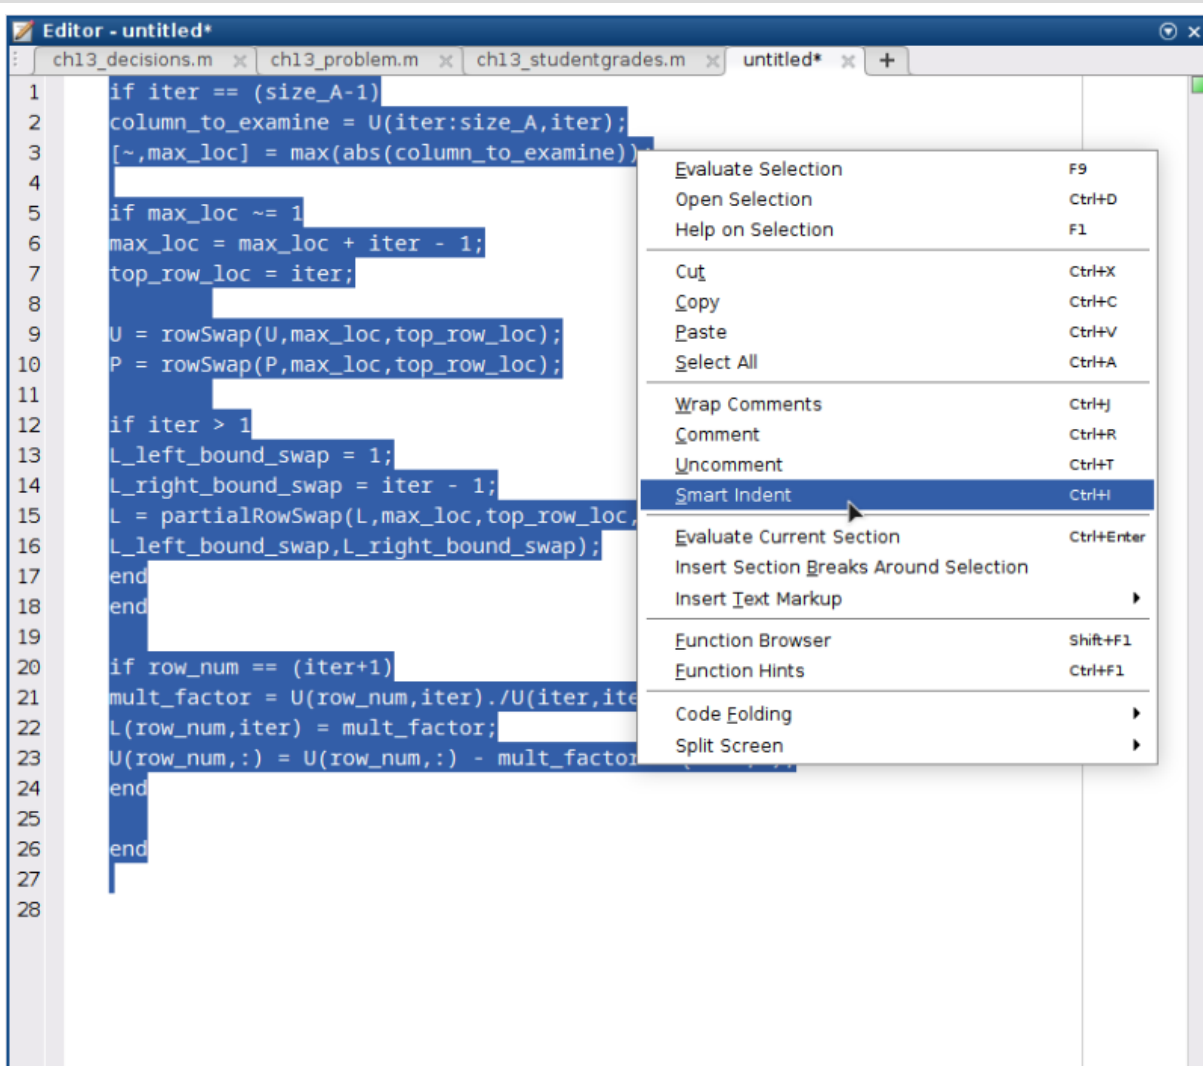 Editor - untitled*
ch13_decisions.m ch13_problem.m ch13_studentgrades.m untitled* +
1 if iter == (size_A-1)
2 column_to_examine = U(iter:size_A,iter);
3 [~,max_loc] = max(abs(column_to_examine));
4
5 if max_loc ~= 1
6 max_loc = max_loc + iter - 1;
7 top_row_loc = iter;
8
9 U = rowSwap(U,max_loc,top_row_loc);
10 P = rowSwap(P,max_loc,top_row_loc);
11
12 if iter > 1
13 L_left_bound_swap = 1;
14 L_right_bound_swap = iter - 1;
15 L = partialRowSwap(L,max_loc,top_row_loc,
16 L_left_bound_swap,L_right_bound_swap);
17 end
18 end
19
20 if row_num == (iter+1)
21 mult_factor = U(row_num,iter)./U(iter,ite
22 L(row_num,iter) = mult_factor;
23 U(row_num,:) = U(row_num,:) - mult_factor
24 end
25
26 end
27
28
Evaluate Selection F9
Open Selection Ctrl+D
Help on Selection F1
Cut Ctrl+X
Copy Ctrl+C
Paste Ctrl+V
Select All Ctrl+A
Wrap Comments Ctrl+J
Comment Ctrl+R
Uncomment Ctrl+T
Smart Indent Ctrl+I
Evaluate Current Section Ctrl+Enter
Insert Section Breaks Around Selection
Insert Text Markup
Function Browser Shift+F1
Function Hints Ctrl+F1
Code Folding
Split Screen